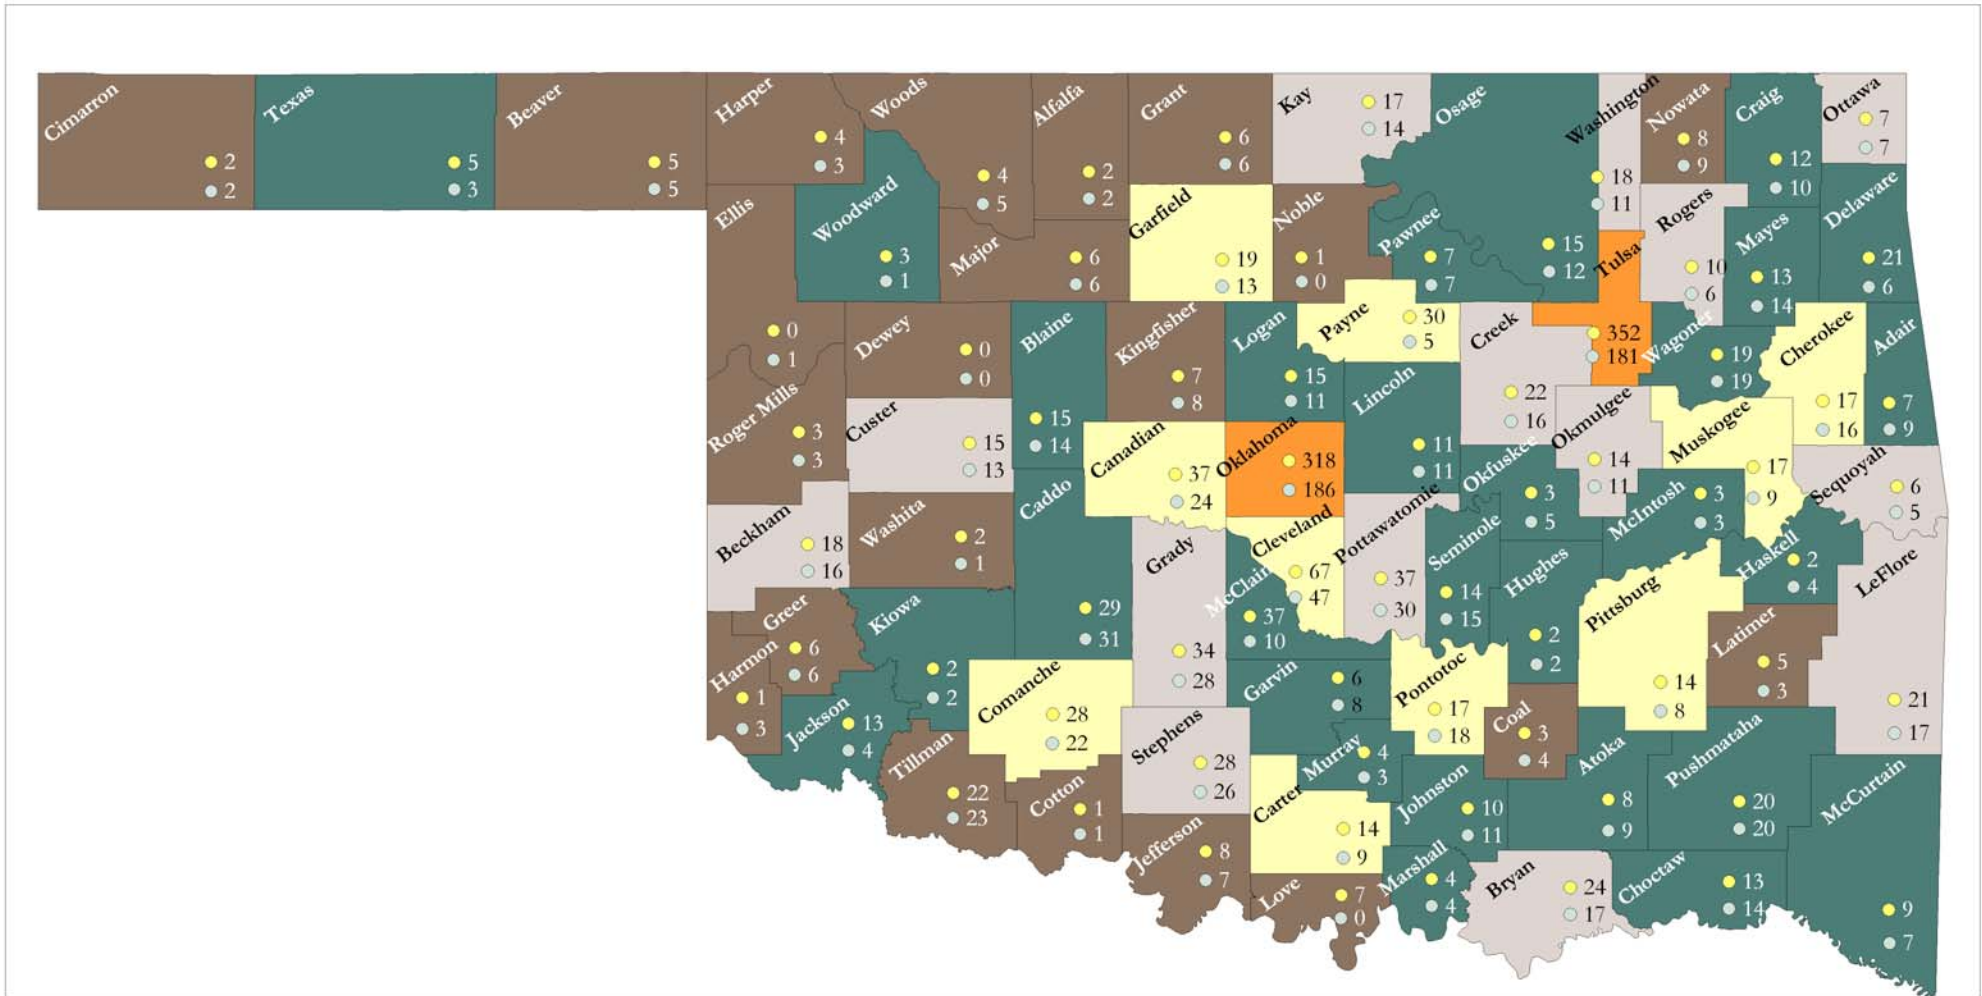 Cimarron
2
2
Texas
5
3
Beaver
5
5
Harper
4
3
Woods
4
5
Alfalfa
2
2
Grant
6
6
Kay
17
14
Osage
15
12
Washington
18
11
Nowata
8
9
Craig
12
10
Ottawa
7
7
Ellis
0
1
Woodward
3
1
Major
6
6
Garfield
19
13
Noble
1
0
Pawnee
7
7
Tulsa
352
181
Rogers
10
6
Mayes
13
14
Delaware
21
6
Dewey
0
0
Blaine
15
14
Kingfisher
7
8
Logan
15
11
Payne
30
5
Creek
22
16
Wagoner
19
19
Cherokee
17
16
Adair
7
9
Roger Mills
3
3
Custer
15
13
Canadian
37
24
Oklahoma
318
186
Lincoln
11
11
Okfuskee
3
5
Okmulgee
14
11
Muskogee
17
9
Sequoyah
6
5
Beckham
18
16
Washita
2
1
Caddo
29
31
Grady
34
28
McClain
37
10
Cleveland
67
47
Pottawatomie
37
30
Seminole
14
15
Hughes
2
2
McIntosh
3
3
Haskell
2
4
LeFlore
21
17
Greer
6
6
Kiowa
2
2
Harmon
1
3
Jackson
13
4
Comanche
28
22
Stephens
28
26
Garvin
6
8
Pontotoc
17
18
Pittsburg
14
8
Latimer
5
3
Tillman
22
23
Cotton
1
1
Murray
4
3
Coal
3
4
Atoka
8
9
Pushmataha
20
20
McCurtain
9
7
Jefferson
8
7
Carter
14
9
Johnston
10
11
Love
7
0
Marshall
4
4
Bryan
24
17
Choctaw
13
14